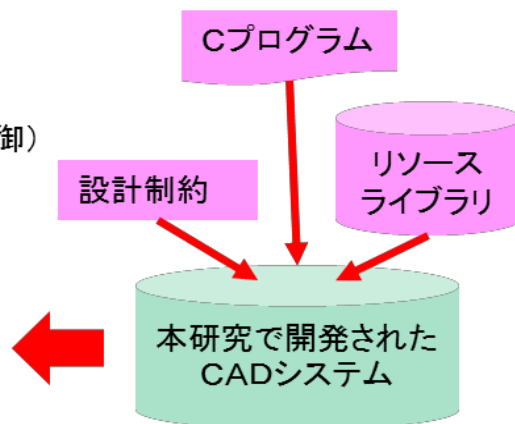 Cプログラム
御）
リソース
ライブラリ
設計制約
本研究で開発された
CADシステム